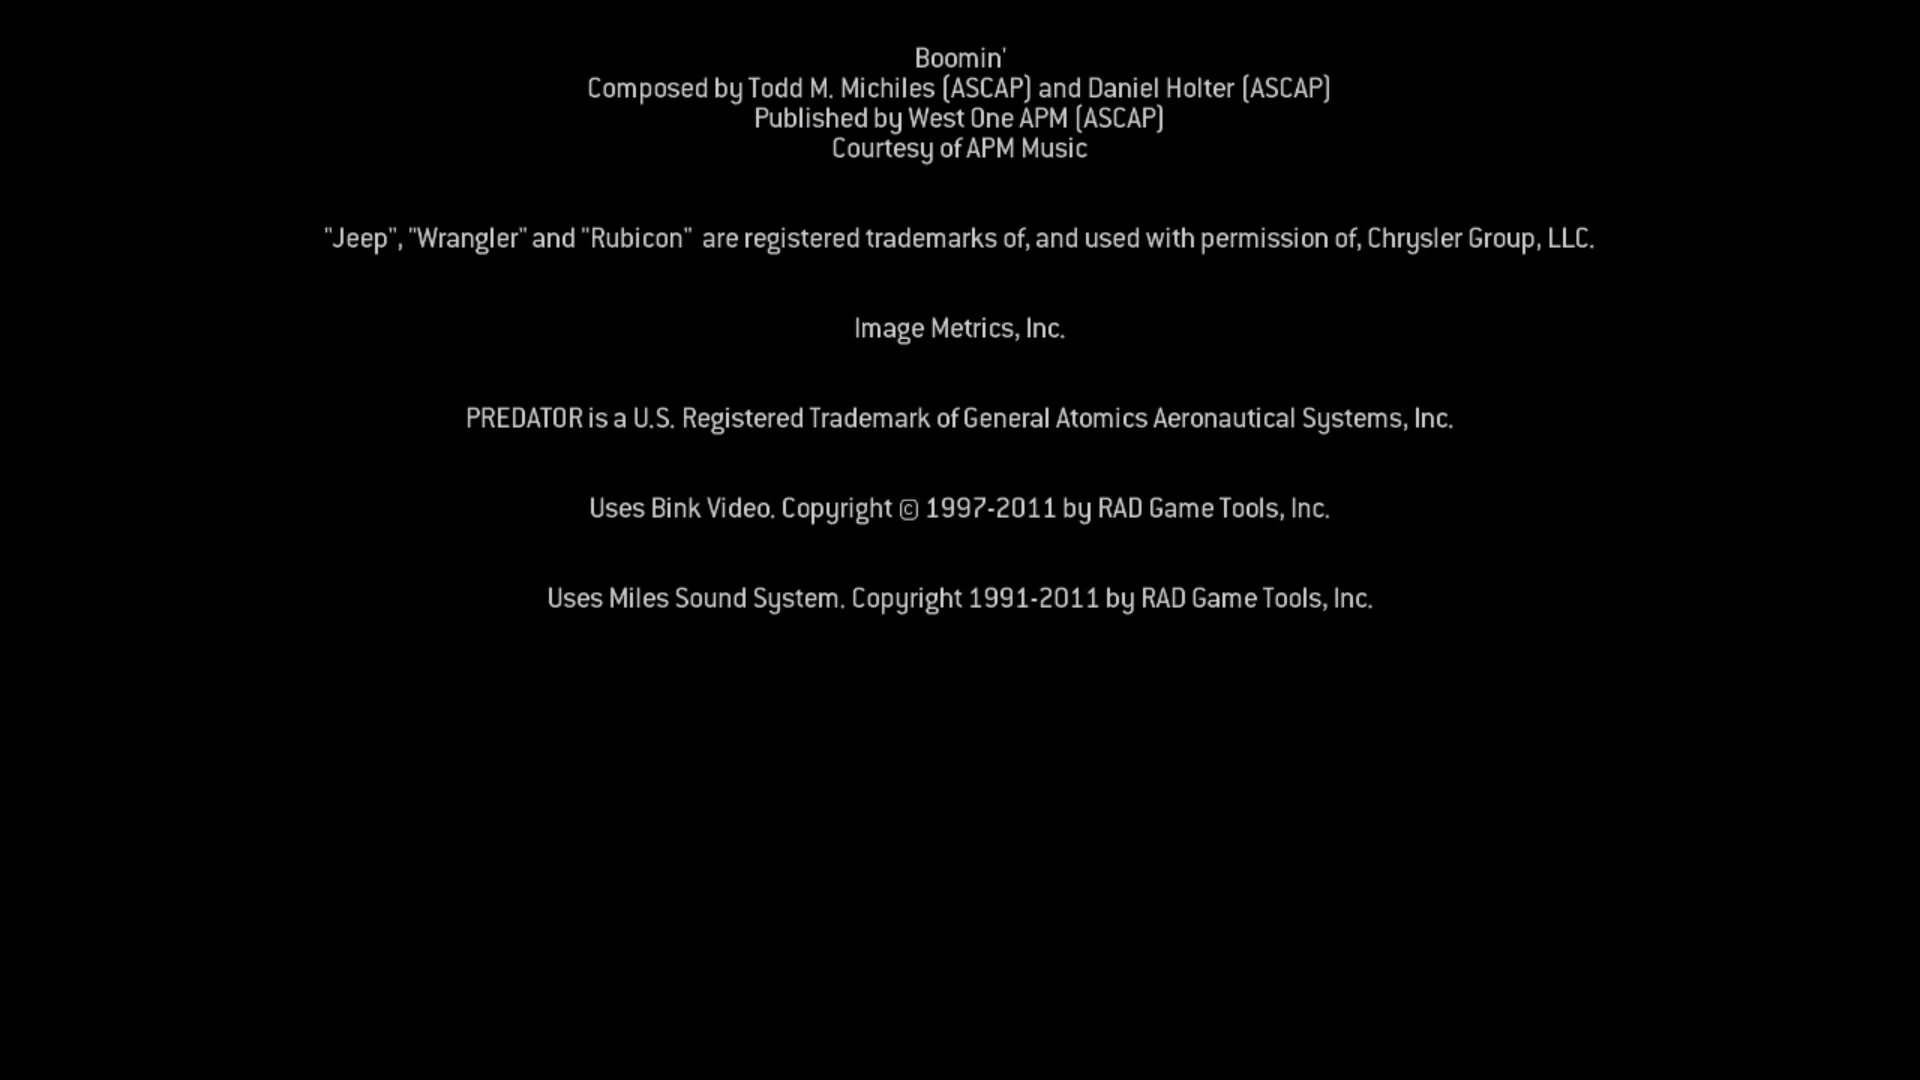 Boomin'
Composed by Todd M. Michiles (ASCAP) and Daniel Holter (ASCAP)
Published by West One APM (ASCAP)
Courtesy of APM Music
"Jeep", "Wrangler" and "Rubicon"  are registered trademarks of, and used with permission of, Chrysler Group, LLC.
Image Metrics, Inc.
PREDATOR is a U.S. Registered Trademark of General Atomics Aeronautical Systems, Inc.
Uses Bink Video. Copyright © 1997-2011 by RAD Game Tools, Inc.
Uses Miles Sound System. Copyright 1991-2011 by RAD Game Tools, Inc.